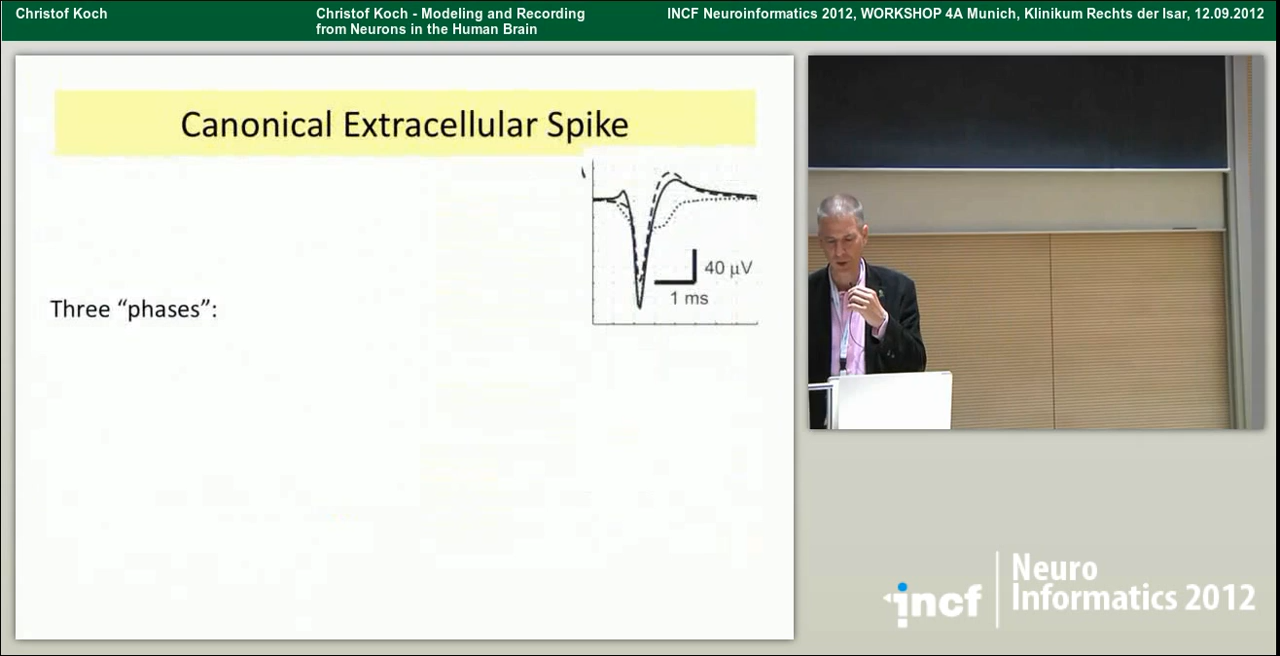 Christof Koch
Christof Koch - Modeling and Recording
from Neurons in the Human Brain
INCF Neuroinformatics 2012, WORKSHOP 4A Munich, Klinikum Rechts der Isar, 12.09.2012
Canonical Extracellular Spike
40 µV
1 ms
Three “phases”:
incf
Neuro
Informatics 2012